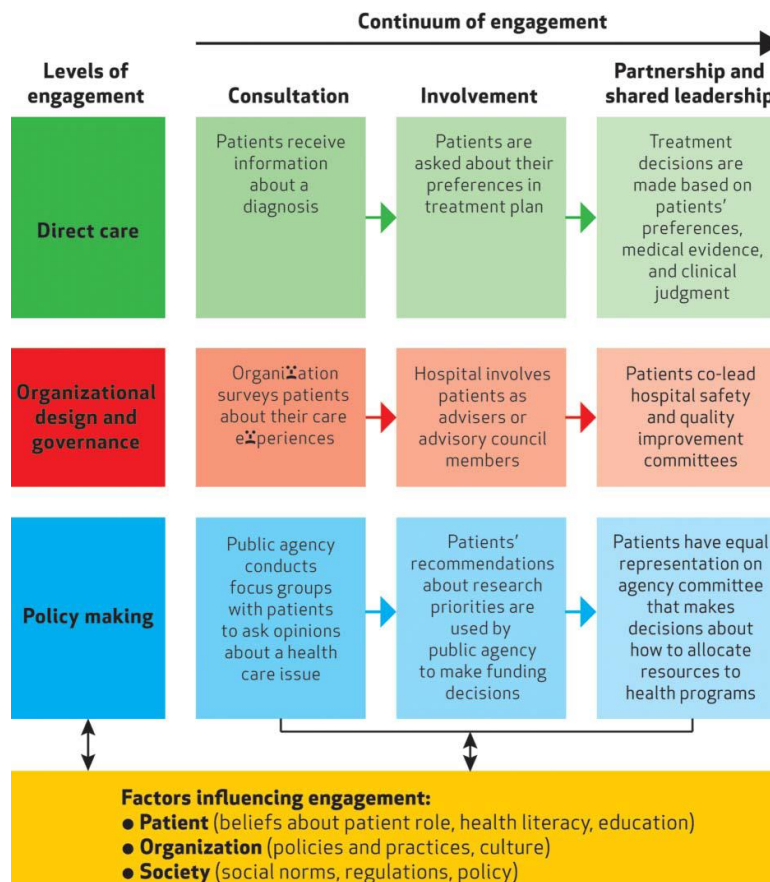 Continuum of engagement
Levels of
engagement
Consultation
Involvement
Partnership and
shared leadership
Direct care
Patients receive
information
about a
diagnosis
Patients are
asked about their
preferences in
treatment plan
Treatment
decisions are
made based on
patients’
preferences,
medical evidence,
and clinical
judgment
Organizational
design and
governance
surveys patients
about their care
Hospital involves
patients as
advisers or
advisory council
members
Patients co-lead
hospital safety
and quality
improvement
committees
Policy making
Public agency
conducts
focus groups
with patients
to ask opinions
about a health
care issue
Patients’
recommendations
about research
priorities are
used by
public agency
to make funding
decisions
Patients have equal
representation on
agency committee
that makes
decisions about
how to allocate
resources to
health programs
Factors influencing engagement:
● Patient (beliefs about patient role, health literacy, education)
● Organization (policies and practices, culture)
● Society (social norms, regulations, policy)